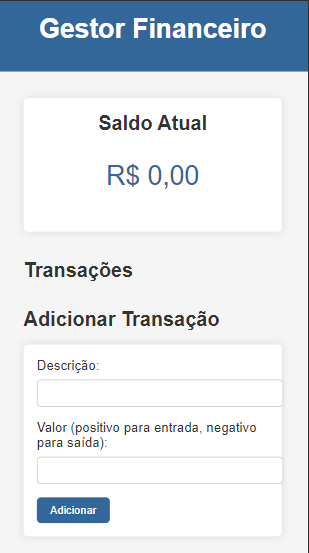 Gestor Financeiro
Saldo Atual
R$ 0,00
Transações
Adicionar Transação
Descrição:
Valor (positivo para entrada, negativo
para saída):
Adicionar